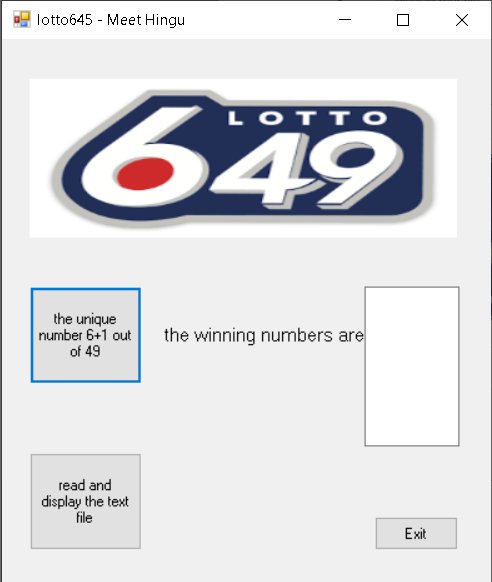 lotto645 - Meet Hingu
LOTTO
649
the unique
number 6+1 out
of 49
the winning numbers are
read and
display the text
file
Exit